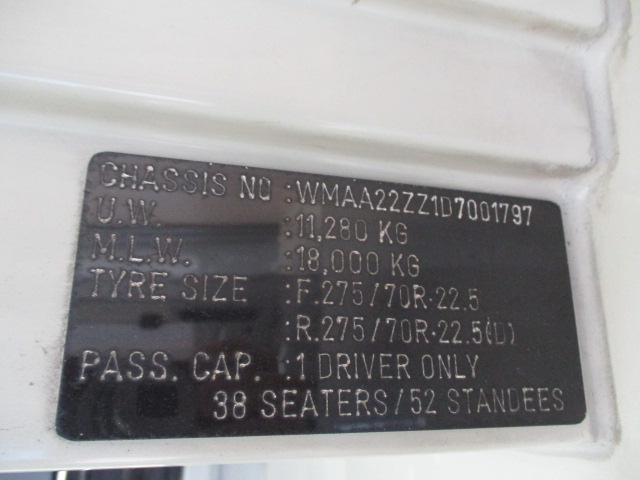 CHASSIS NO :WMAA22ZZ1D7001797
U.W. :11,280 KG
M.L.W. :18,000 KG
TYRE SIZE :F.275/70R·22.5
:R.275/70R·22.5(D)
PASS. CAP. :1 DRIVER ONLY
38 SEATERS/52 STANDEES